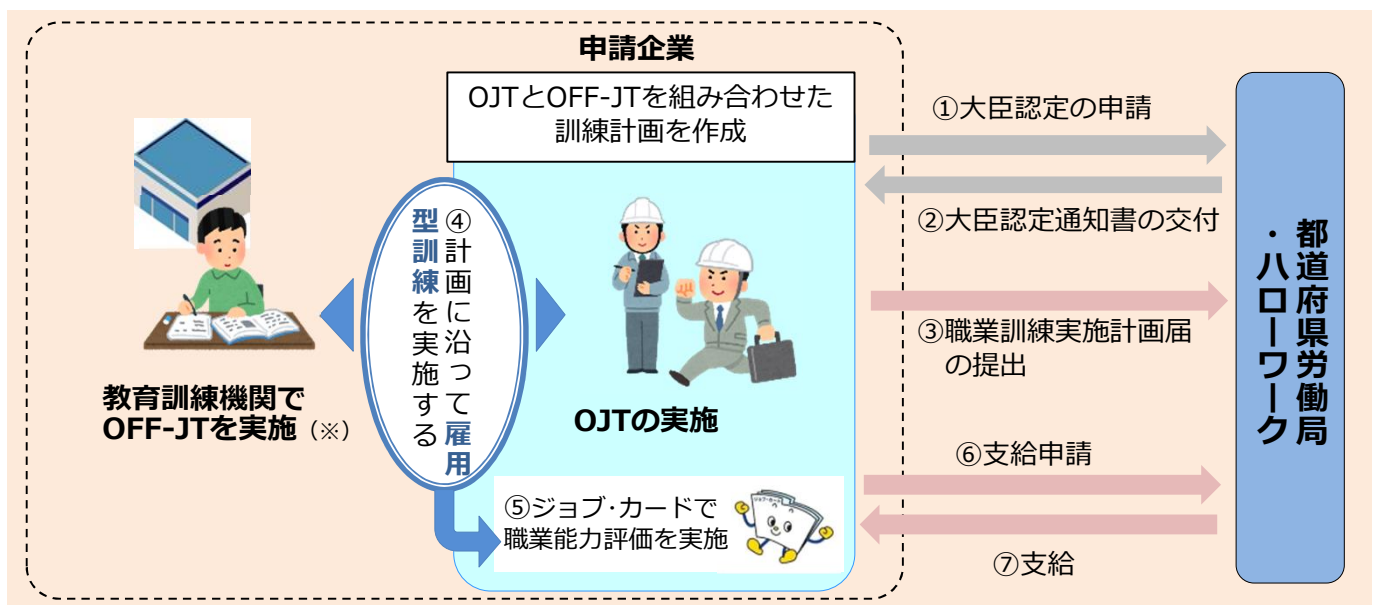 申請企業
OJTとOFF-JTを組み合わせた
訓練計画を作成
①大臣認定の申請
②大臣認定通知書の交付
③職業訓練実施計画届
の提出
④計画に沿って雇用
型訓練を実施する
教育訓練機関で
OFF-JTを実施（※）
OJTの実施
⑤ジョブ･カードで
職業能力評価を実施
⑥支給申請
⑦支給
都道府県労働局
・ハローワーク